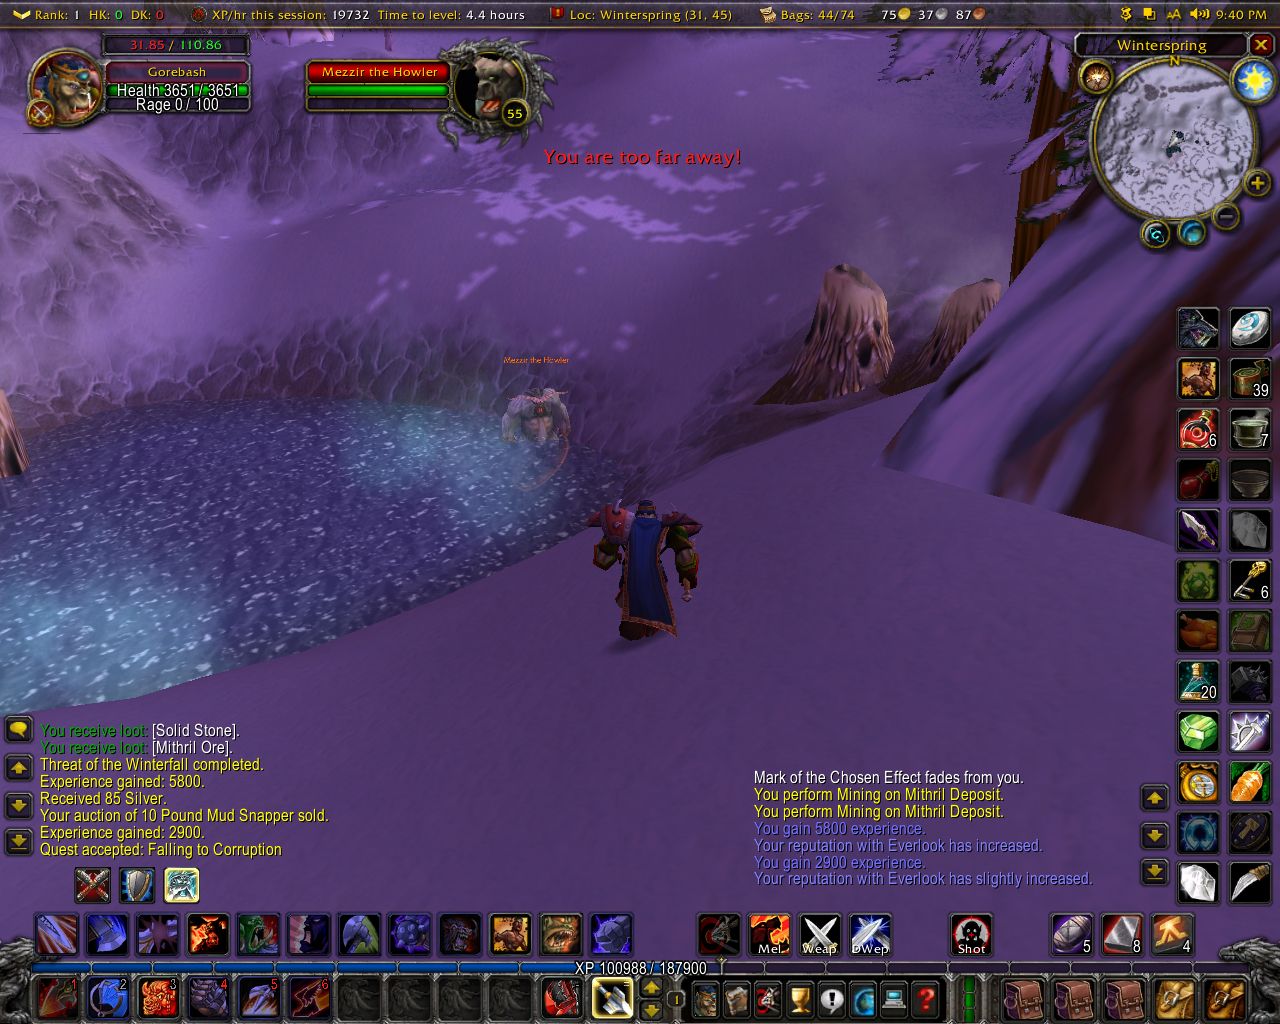 Rank: 1 HK: 0 DK: 0 XP/hr this session: 19732 Time to level: 4.4 hours Loc: Winterspring (31, 45) Bags: 44/74 75 37 87 9:40 PM
31.85 / 110.86
Gorebash
Health 3651 / 3651
Rage 0 / 100
Mezzir the Howler
55
Winterspring
N
You are too far away!
Mezzir the Howler
39
6
7
6
20
You receive loot: [Solid Stone].
You receive loot: [Mithril Ore].
Threat of the Winterfall completed.
Experience gained: 5800.
Received 85 Silver.
Your auction of 10 Pound Mud Snapper sold.
Experience gained: 2900.
Quest accepted: Falling to Corruption
Mark of the Chosen Effect fades from you.
You perform Mining on Mithril Deposit.
You perform Mining on Mithril Deposit.
You gain 5800 experience.
Your reputation with Everlook has increased.
You gain 2900 experience.
Your reputation with Everlook has slightly increased.
Mel Weap DWep Shot 5 8 4
XP 100988 / 187900
1 2 3 4 5 6 = 1